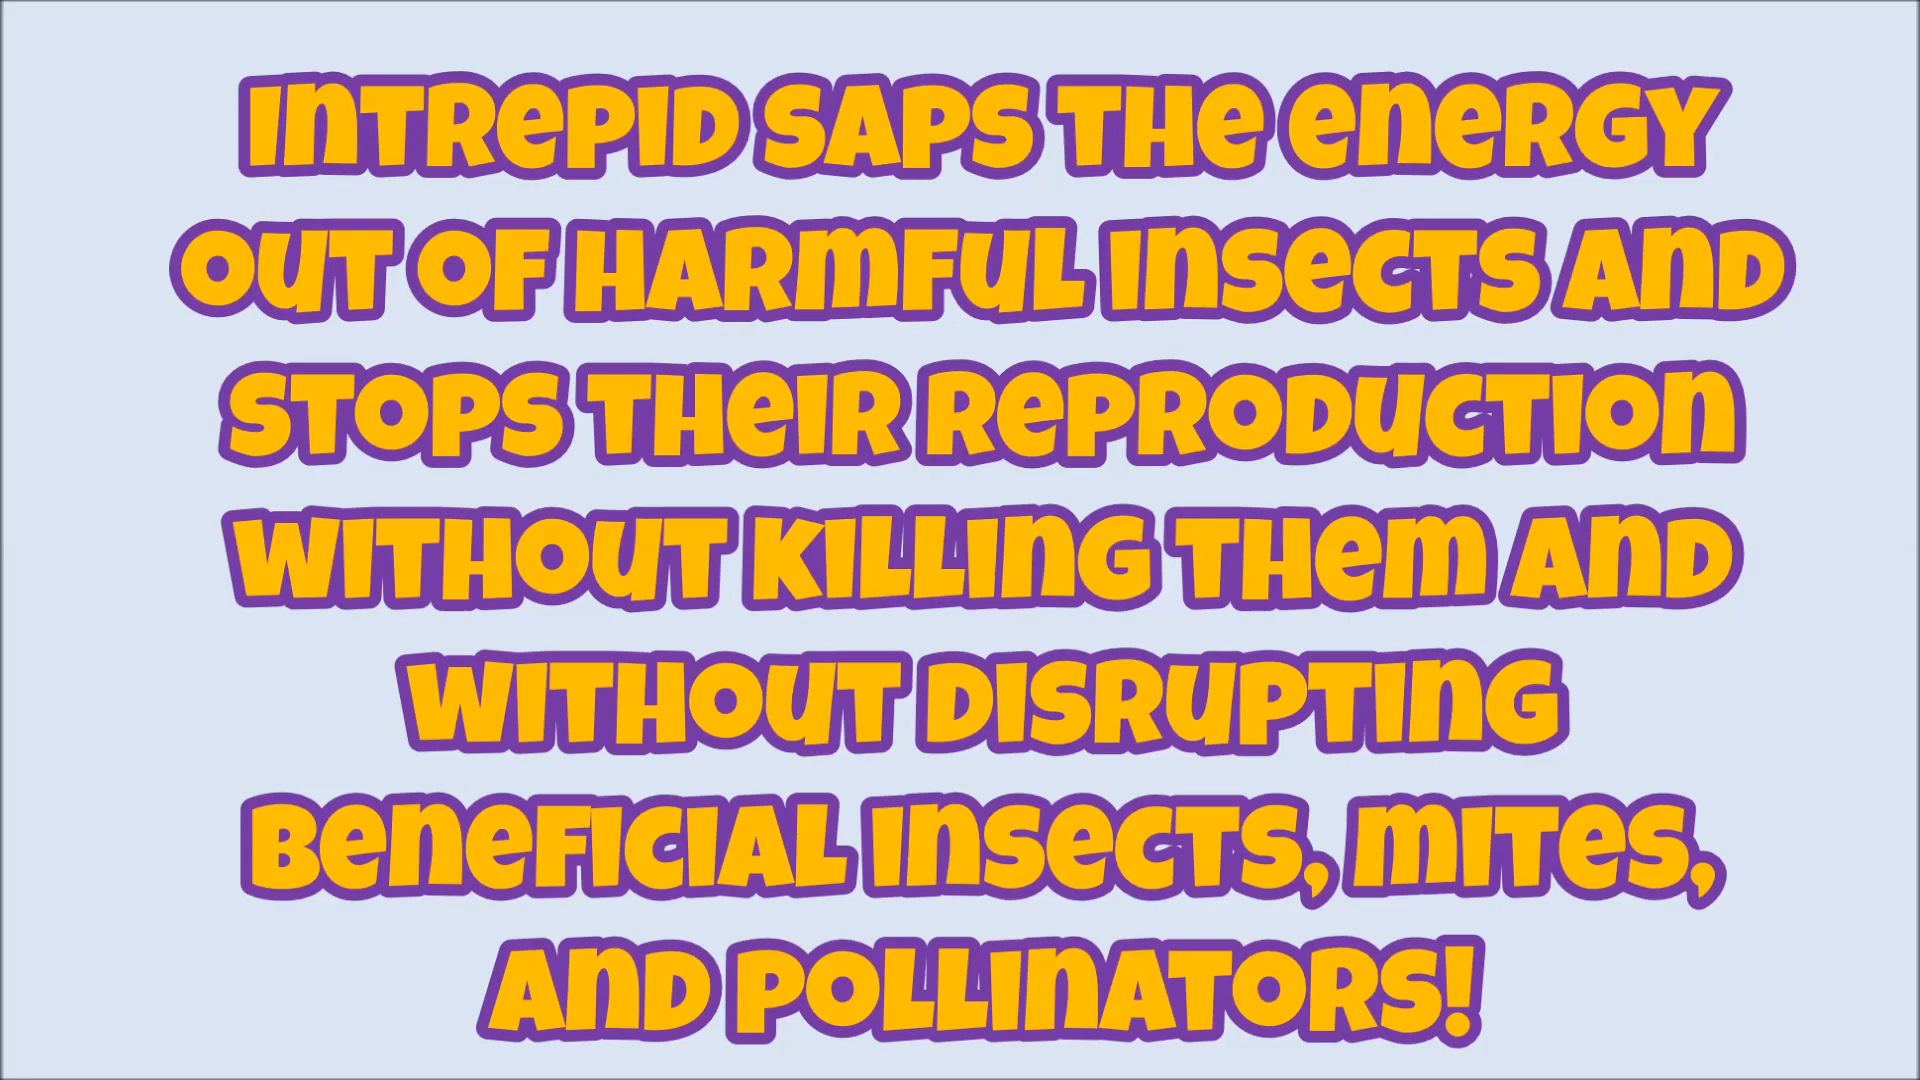 Intrepid saps the energy
out of harmful insects and
stops their reproduction
without killing them and
without disrupting
beneficial insects, mites,
and pollinators!